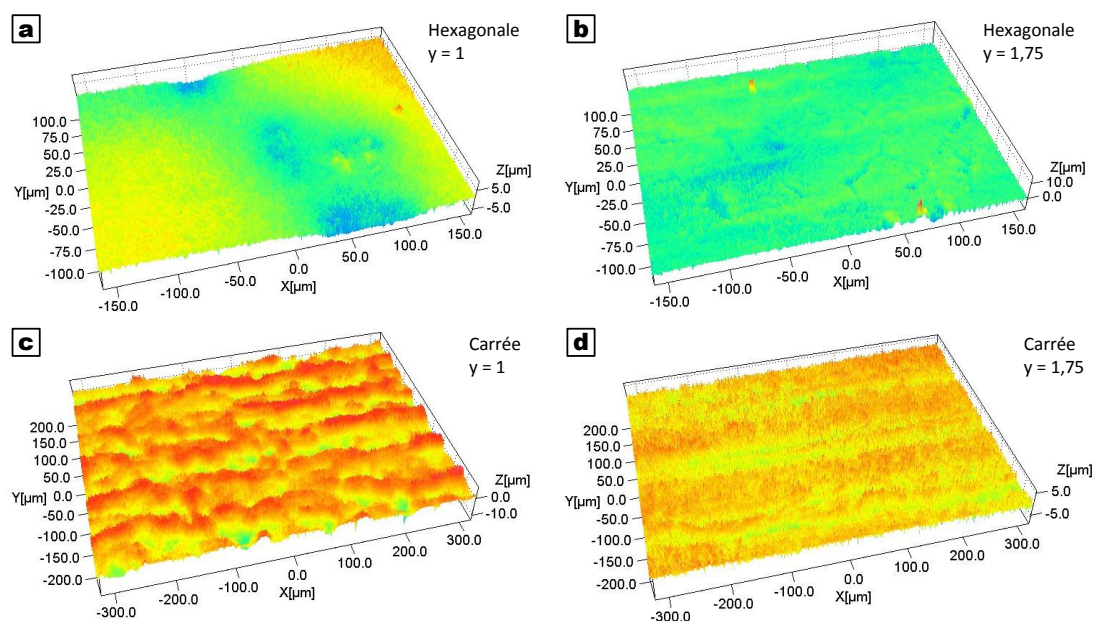 a
Hexagonale
y = 1
100.0
75.0
50.0
25.0
Y[µm] 0.0
-25.0
-50.0
-75.0
-100.0
-150.0
-100.0
-50.0
0.0
50.0
100.0
150.0
X[µm]
Z[µm]
5.0
-5.0
b
Hexagonale
y = 1,75
100.0
75.0
50.0
25.0
Y[µm] 0.0
-25.0
-50.0
-75.0
-100.0
-150.0
-100.0
-50.0
0.0
50.0
100.0
150.0
X[µm]
Z[µm]
10.0
0.0
c
Carrée
y = 1
200.0
150.0
100.0
50.0
Y[µm] 0.0
-50.0
-100.0
-150.0
-200.0
-300.0
-200.0
-100.0
0.0
100.0
200.0
300.0
X[µm]
Z[µm]
0.0
-10.0
d
Carrée
y = 1,75
200.0
150.0
100.0
50.0
Y[µm] 0.0
-50.0
-100.0
-150.0
-200.0
-300.0
-200.0
-100.0
0.0
100.0
200.0
300.0
X[µm]
Z[µm]
5.0
-5.0